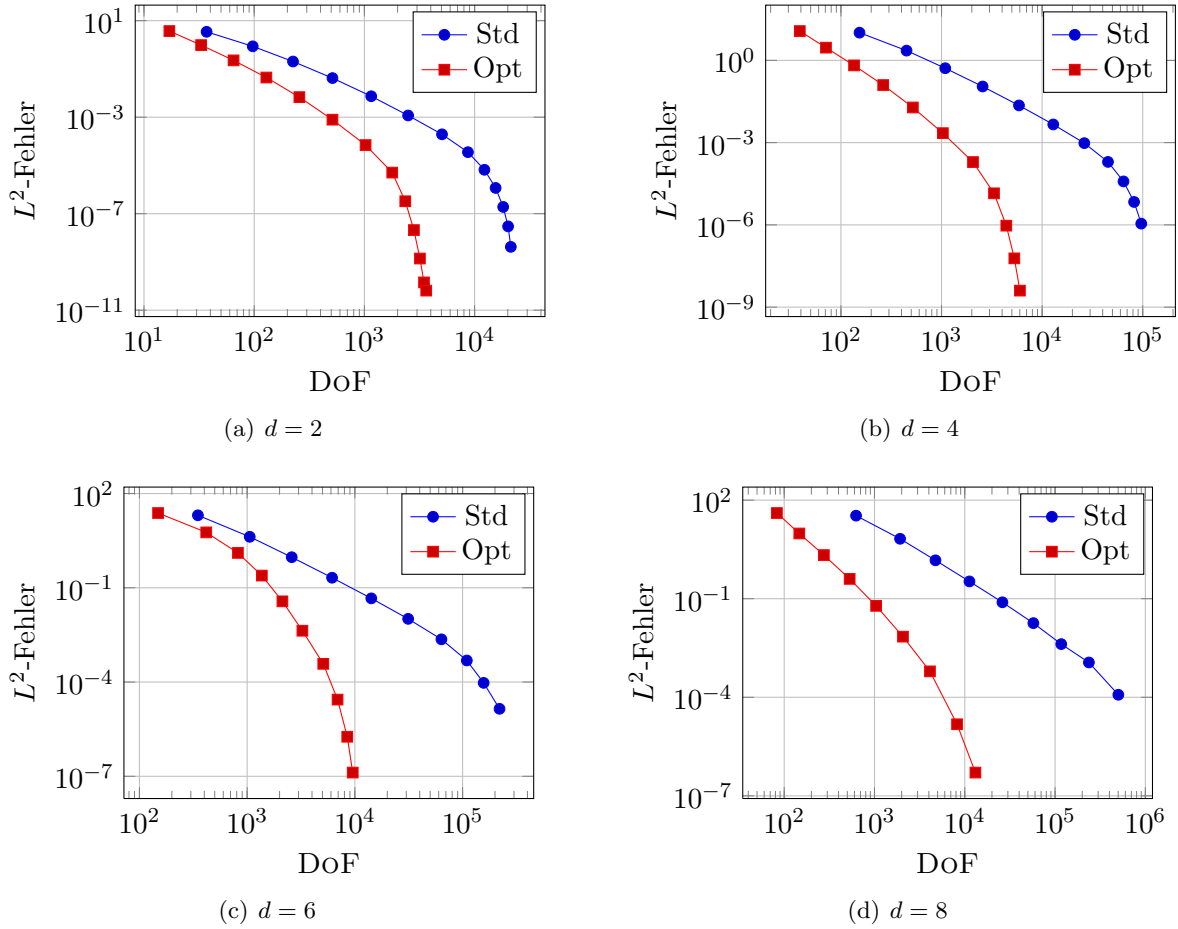 10^1
10^{-3}
10^{-7}
10^{-11}
L^2-Fehler
Std
Opt
10^1 10^2 10^3 10^4
DoF
(a) d = 2
10^0
10^{-3}
10^{-6}
10^{-9}
L^2-Fehler
Std
Opt
10^2 10^3 10^4 10^5
DoF
(b) d = 4
10^2
10^{-1}
10^{-4}
10^{-7}
L^2-Fehler
Std
Opt
10^2 10^3 10^4 10^5
DoF
(c) d = 6
10^2
10^{-1}
10^{-4}
10^{-7}
L^2-Fehler
Std
Opt
10^2 10^3 10^4 10^5 10^6
DoF
(d) d = 8